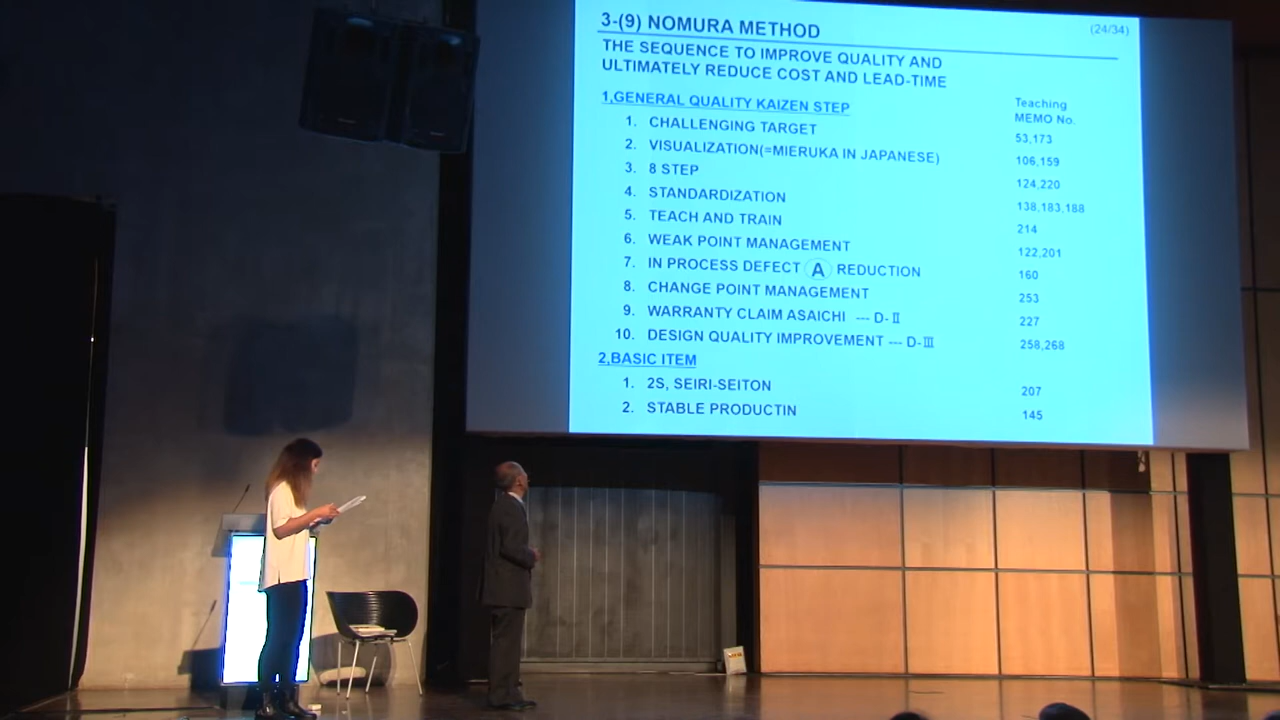 3-(9) NOMURA METHOD
(24/34)
THE SEQUENCE TO IMPROVE QUALITY AND
ULTIMATELY REDUCE COST AND LEAD-TIME
Teaching
MEMO No.
1,GENERAL QUALITY KAIZEN STEP
1. CHALLENGING TARGET 53,173
2. VISUALIZATION(=MIERUKA IN JAPANESE) 106,159
3. 8 STEP 124,220
4. STANDARDIZATION 138,183,188
5. TEACH AND TRAIN 214
6. WEAK POINT MANAGEMENT 122,201
7. IN PROCESS DEFECT A REDUCTION 160
8. CHANGE POINT MANAGEMENT 253
9. WARRANTY CLAIM ASAICHI --- D-Ⅱ 227
10. DESIGN QUALITY IMPROVEMENT --- D-Ⅲ 258,268
2,BASIC ITEM
1. 2S, SEIRI-SEITON 207
2. STABLE PRODUCTIN 145